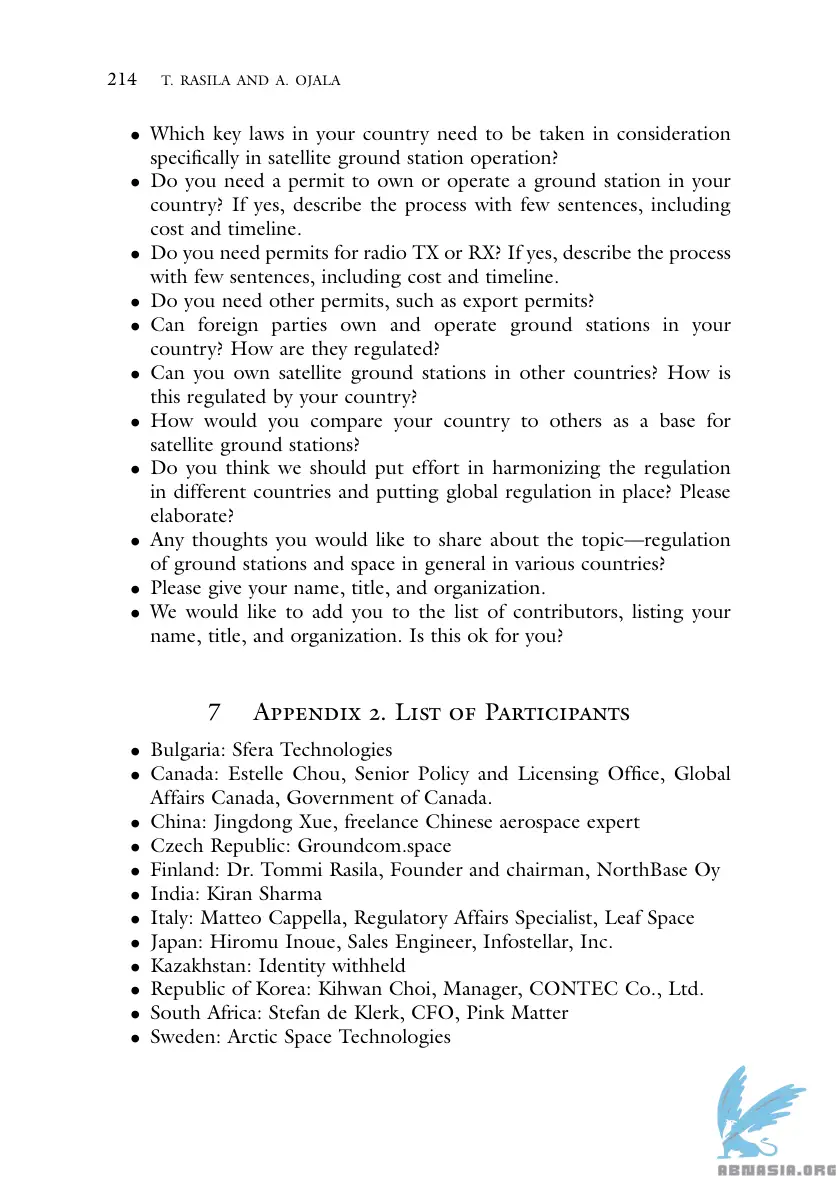 214 T. RASILA AND A. OJALA
• Which key laws in your country need to be taken in consideration
specifically in satellite ground station operation?
• Do you need a permit to own or operate a ground station in your
country? If yes, describe the process with few sentences, including
cost and timeline.
• Do you need permits for radio TX or RX? If yes, describe the process
with few sentences, including cost and timeline.
• Do you need other permits, such as export permits?
• Can foreign parties own and operate ground stations in your
country? How are they regulated?
• Can you own satellite ground stations in other countries? How is
this regulated by your country?
• How would you compare your country to others as a base for
satellite ground stations?
• Do you think we should put effort in harmonizing the regulation
in different countries and putting global regulation in place? Please
elaborate?
• Any thoughts you would like to share about the topic—regulation
of ground stations and space in general in various countries?
• Please give your name, title, and organization.
• We would like to add you to the list of contributors, listing your
name, title, and organization. Is this ok for you?
7 Appendix 2. List of Participants
• Bulgaria: Sfera Technologies
• Canada: Estelle Chou, Senior Policy and Licensing Office, Global
Affairs Canada, Government of Canada.
• China: Jingdong Xue, freelance Chinese aerospace expert
• Czech Republic: Groundcom.space
• Finland: Dr. Tommi Rasila, Founder and chairman, NorthBase Oy
• India: Kiran Sharma
• Italy: Matteo Cappella, Regulatory Affairs Specialist, Leaf Space
• Japan: Hiromu Inoue, Sales Engineer, Infostellar, Inc.
• Kazakhstan: Identity withheld
• Republic of Korea: Kihwan Choi, Manager, CONTEC Co., Ltd.
• South Africa: Stefan de Klerk, CFO, Pink Matter
• Sweden: Arctic Space Technologies
ABNASIA.ORG